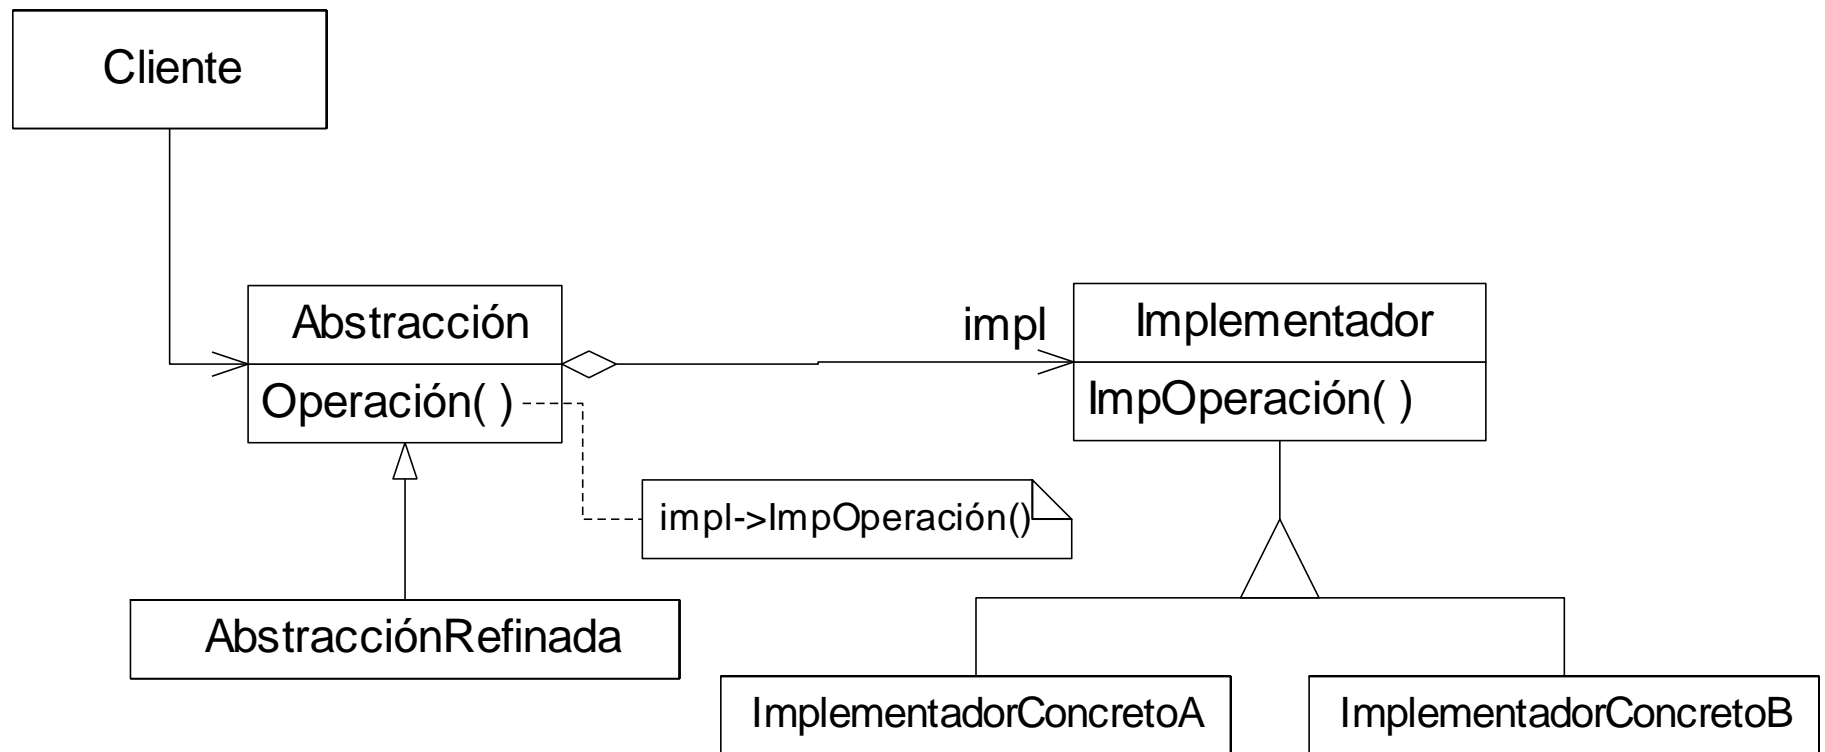 Cliente
Abstracción
impl
Implementador
Operación( )
ImpOperación( )
impl->ImpOperación()
AbstracciónRefinada
ImplementadorConcretoA
ImplementadorConcretoB